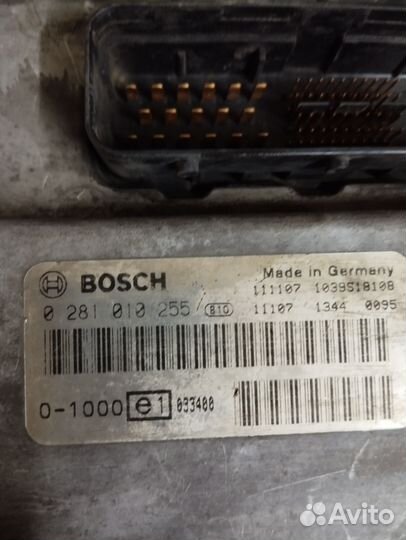 Made in Germany
BOSCH
111107 1039S18108
0 281 010 255 B10 11107 1344 0095
0-1000 e1 033400
Avito